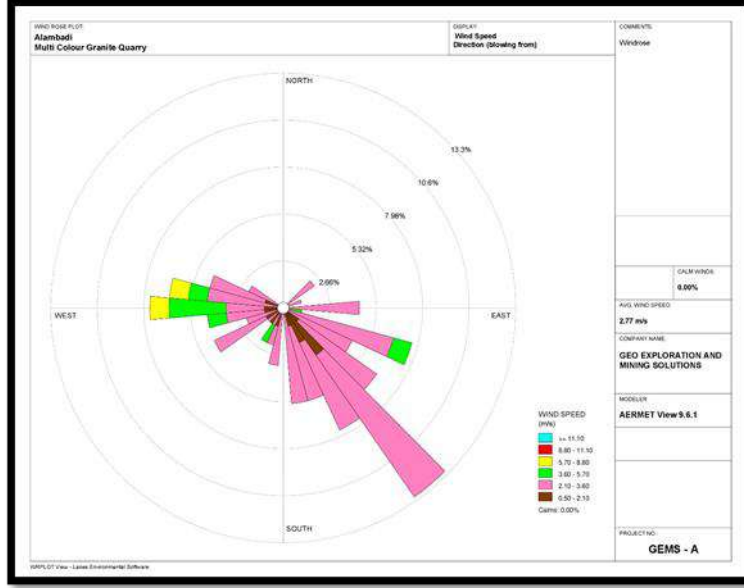 WIND ROSE PLOT:
Alambadi
Multi Colour Granite Quarry
DISPLAY:
Wind Speed
Direction (blowing from)
COMMENTS:
Windrose
NORTH
13.3%
10.6%
7.98%
5.32%
2.66%
WEST
EAST
SOUTH
WIND SPEED
(m/s)
>= 11.10
8.80 - 11.10
5.70 - 8.80
3.60 - 5.70
2.10 - 3.60
0.50 - 2.10
Calms: 0.00%
CALM WINDS:
0.00%
AVG. WIND SPEED:
2.77 m/s
COMPANY NAME:
GEO EXPLORATION AND
MINING SOLUTIONS
MODELER:
AERMET View 9.6.1
PROJECT NO.:
GEMS - A
WRPLOT View - Lakes Environmental Software